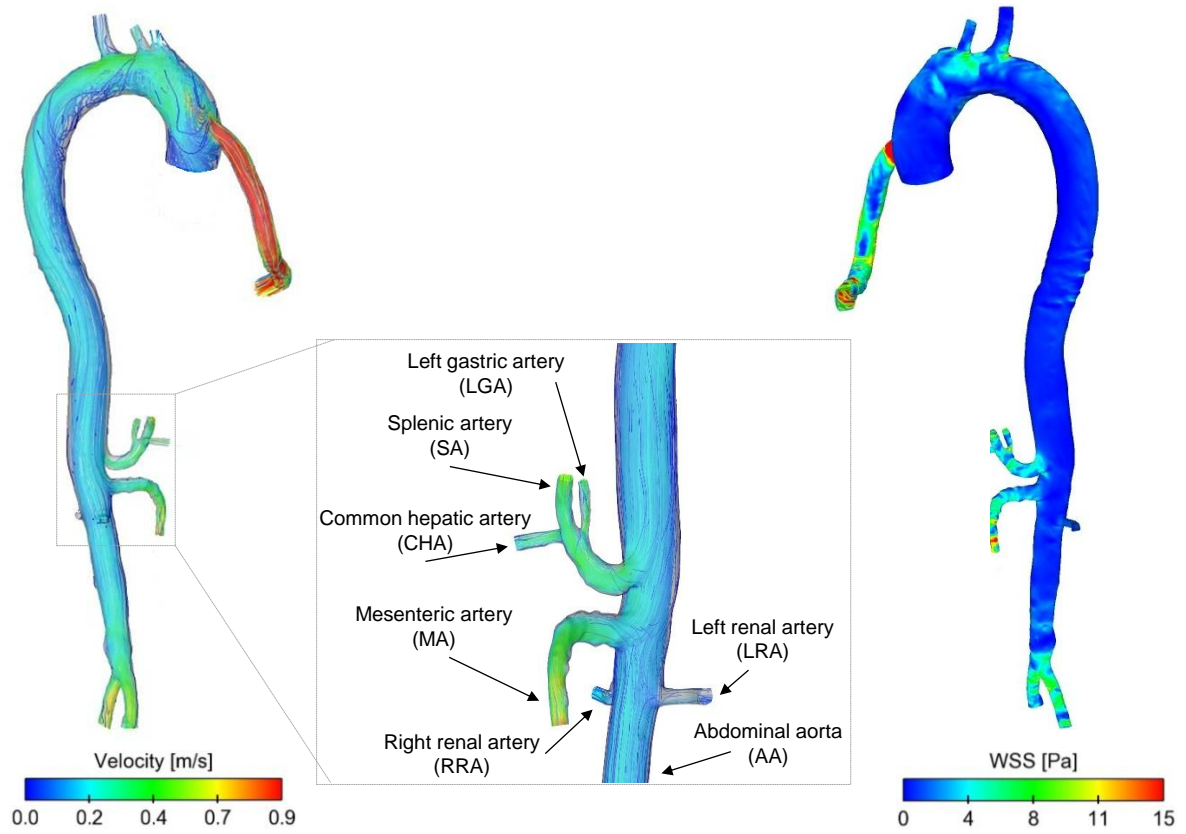 Left gastric artery
(LGA)
Splenic artery
(SA)
Common hepatic artery
(CHA)
Mesenteric artery
(MA)
Left renal artery
(LRA)
Right renal artery
(RRA)
Abdominal aorta
(AA)
Velocity [m/s]
0.0 0.2 0.4 0.7 0.9
WSS [Pa]
0 4 8 11 15